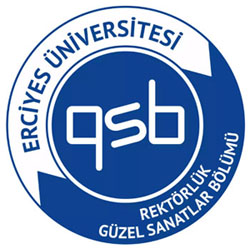 ERCİYES ÜNİVERSİTESİ
gsb
REKTÖRLÜK
GÜZEL SANATLAR BÖLÜMÜ